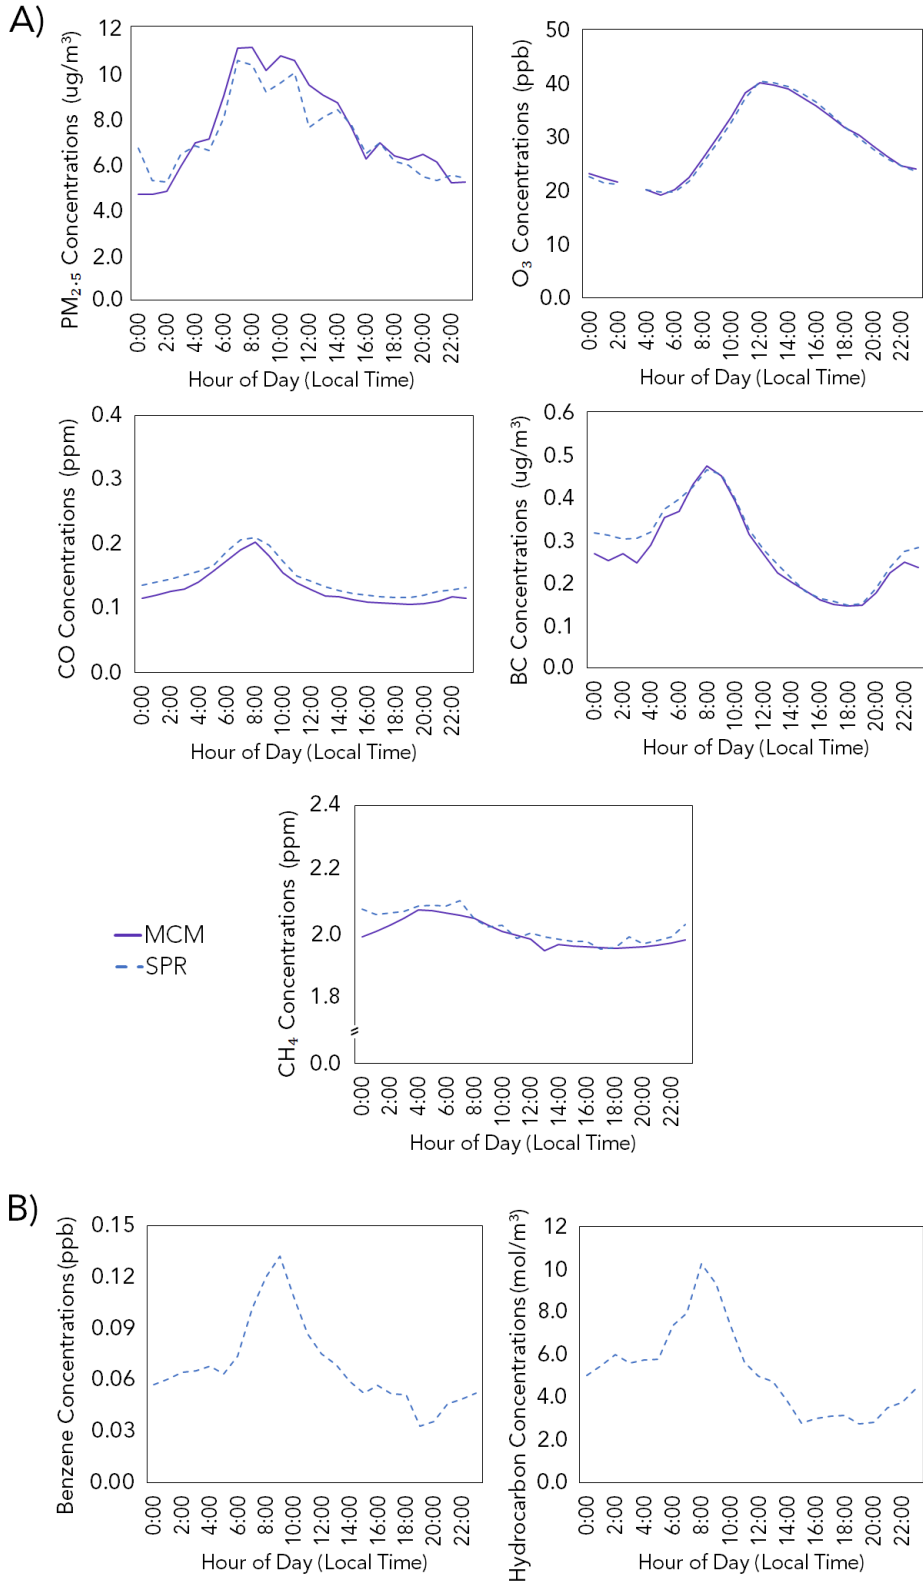 A)
PM₂.₅ Concentrations (ug/m³)
12
10
8.0
6.0
4.0
2.0
0.0
0:00 2:00 4:00 6:00 8:00 10:00 12:00 14:00 16:00 18:00 20:00 22:00
Hour of Day (Local Time)
O₃ Concentrations (ppb)
50
40
30
20
10
0.0
0:00 2:00 4:00 6:00 8:00 10:00 12:00 14:00 16:00 18:00 20:00 22:00
Hour of Day (Local Time)
CO Concentrations (ppm)
0.4
0.3
0.2
0.1
0.0
0:00 2:00 4:00 6:00 8:00 10:00 12:00 14:00 16:00 18:00 20:00 22:00
Hour of Day (Local Time)
BC Concentrations (ug/m³)
0.6
0.5
0.4
0.3
0.2
0.1
0.0
0:00 2:00 4:00 6:00 8:00 10:00 12:00 14:00 16:00 18:00 20:00 22:00
Hour of Day (Local Time)
MCM
SPR
CH₄ Concentrations (ppm)
2.4
2.2
2.0
1.8
0.0
0:00 2:00 4:00 6:00 8:00 10:00 12:00 14:00 16:00 18:00 20:00 22:00
Hour of Day (Local Time)
B)
Benzene Concentrations (ppb)
0.15
0.12
0.09
0.06
0.03
0.00
0:00 2:00 4:00 6:00 8:00 10:00 12:00 14:00 16:00 18:00 20:00 22:00
Hour of Day (Local Time)
Hydrocarbon Concentrations (mol/m³)
12
8.0
6.0
4.0
2.0
0.0
10
0:00 2:00 4:00 6:00 8:00 10:00 12:00 14:00 16:00 18:00 20:00 22:00
Hour of Day (Local Time)